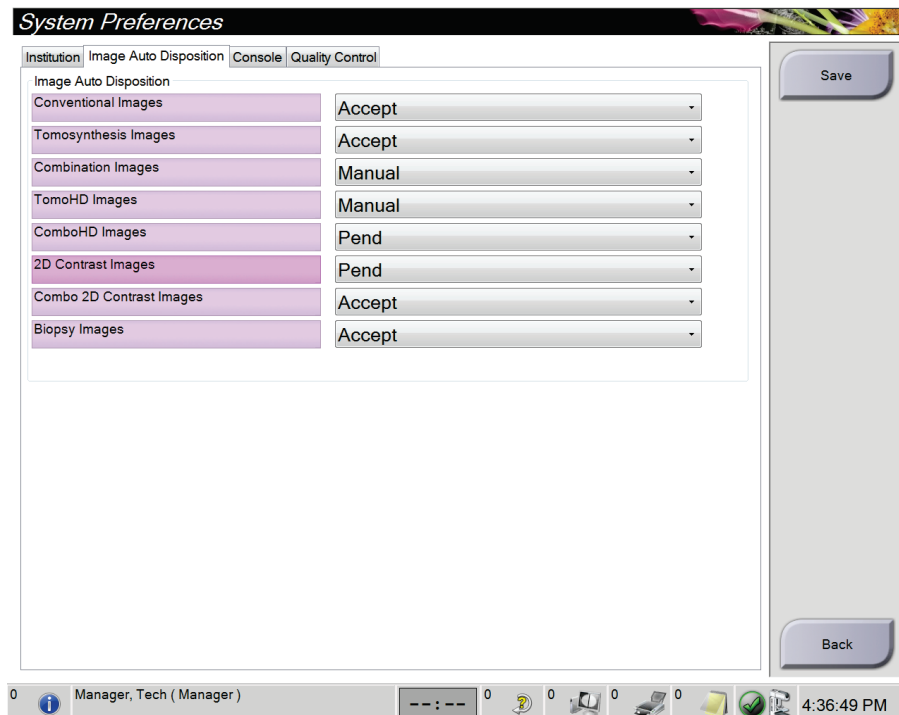 System Preferences
Institution Image Auto Disposition Console Quality Control
Save
Image Auto Disposition
Conventional Images Accept
Tomosynthesis Images Accept
Combination Images Manual
TomoHD Images Manual
ComboHD Images Pend
2D Contrast Images Pend
Combo 2D Contrast Images Accept
Biopsy Images Accept
Back
0 Manager, Tech ( Manager ) --:-- 0 0 0 0 4:36:49 PM